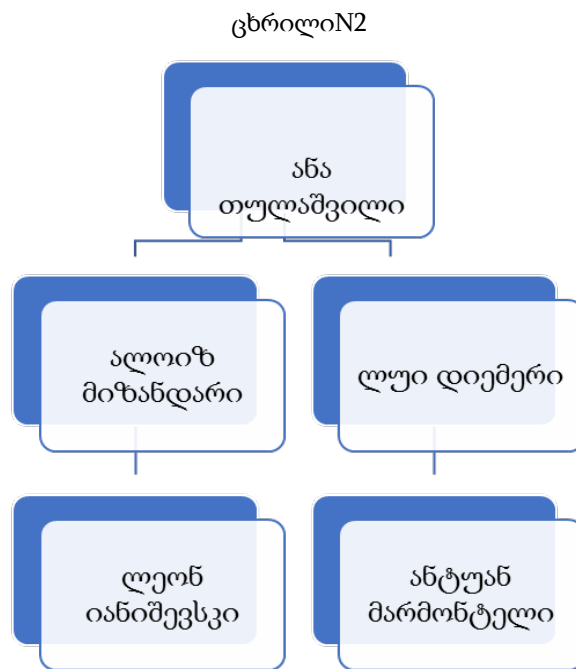 ცხრილიN2
ანა
თულაშვილი
ალოიზ
მიზანდარი
ლუი დიემერი
ლეონ
იანიშევსკი
ანტუან
მარმონტელი